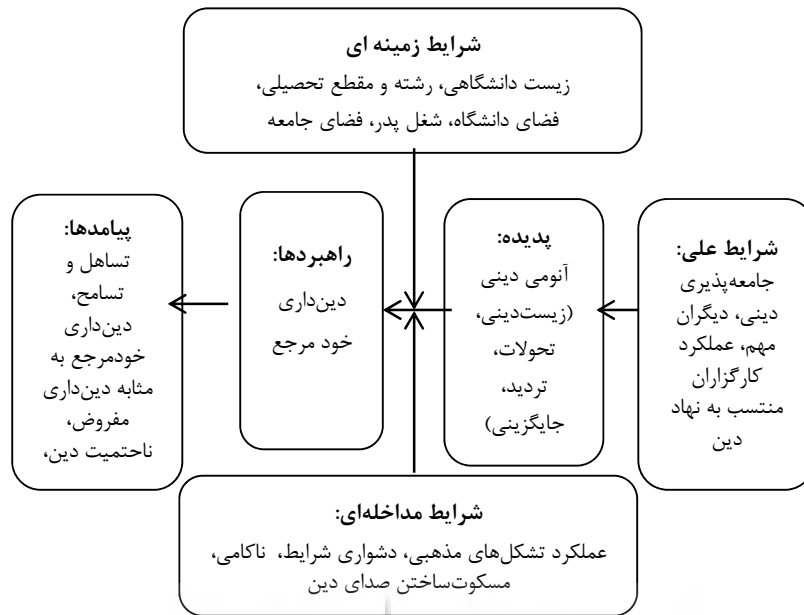 شرایط زمینه ای
زیست دانشگاهی، رشته و مقطع تحصیلی،
فضای دانشگاه، شغل پدر، فضای جامعه
شرایط علی:
جامعه‌پذیری
دینی، دیگران
مهم، عملکرد
کارگزاران
منتسب به نهاد
دین
پدیده:
آنومی دینی
(زیست‌دینی،
تحولات،
تردید،
جایگزینی)
راهبردها:
دین‌داری
خود مرجع
پیامدها:
تساهل و
تسامح،
دین‌داری
خودمرجع به
مثابه دین‌داری
مفروض،
ناحتمیت دین،
شرایط مداخله‌ای:
عملکرد تشکل‌های مذهبی، دشواری شرایط، ناکامی،
مسکوت‌ساختن صدای دین